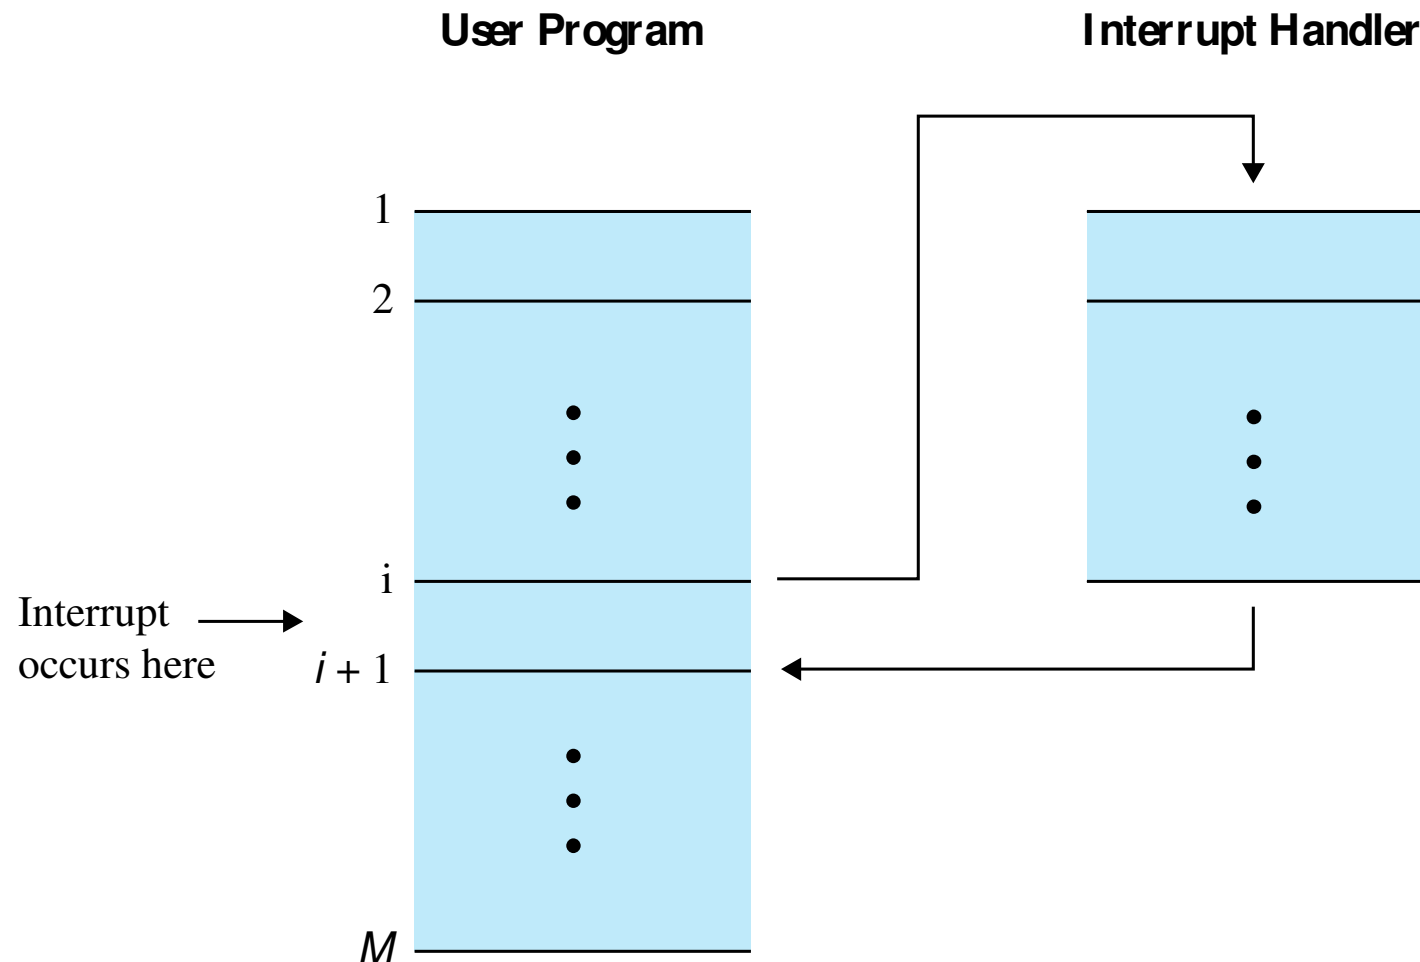 User Program
Interrupt Handler
1
2
i
Interrupt
occurs here
i + 1
M